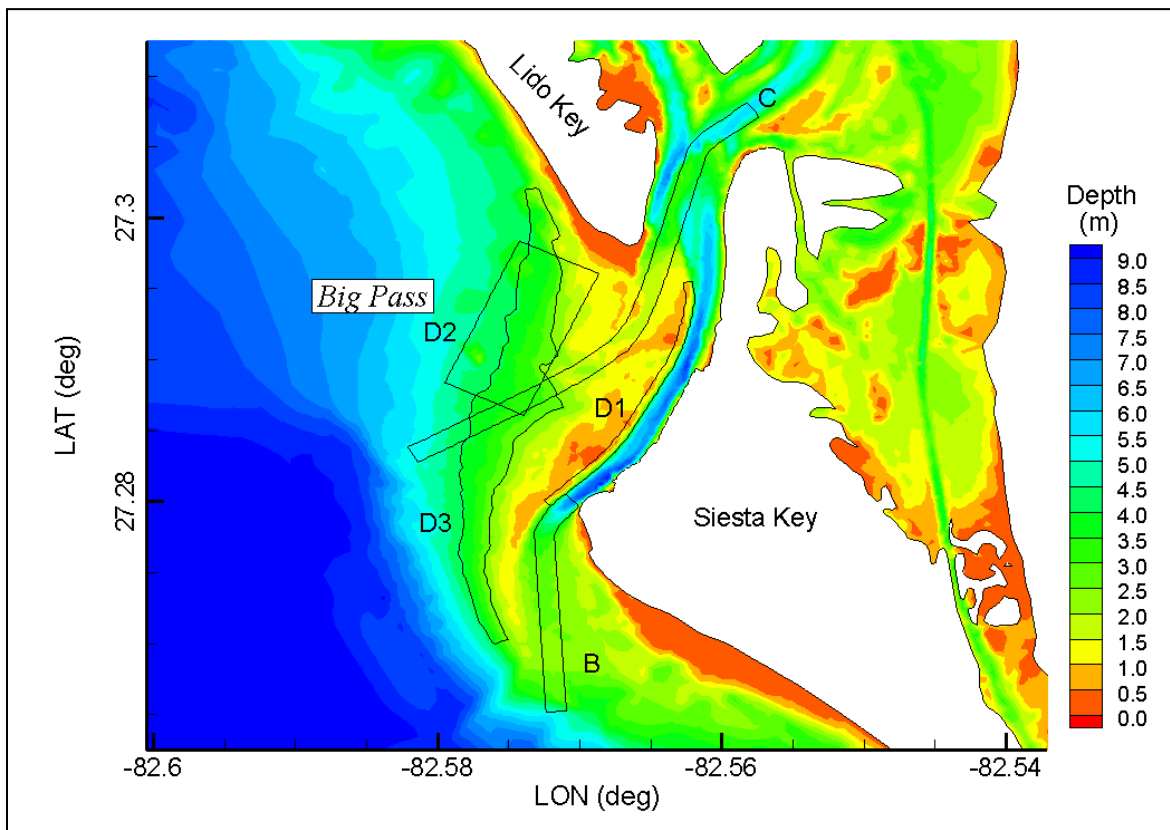 Lido Key
C
27.3
Big Pass
D2
D1
LAT (deg)
27.28
D3
Siesta Key
B
-82.6
-82.58
-82.56
-82.54
LON (deg)
Depth
(m)
9.0
8.5
8.0
7.5
7.0
6.5
6.0
5.5
5.0
4.5
4.0
3.5
3.0
2.5
2.0
1.5
1.0
0.5
0.0